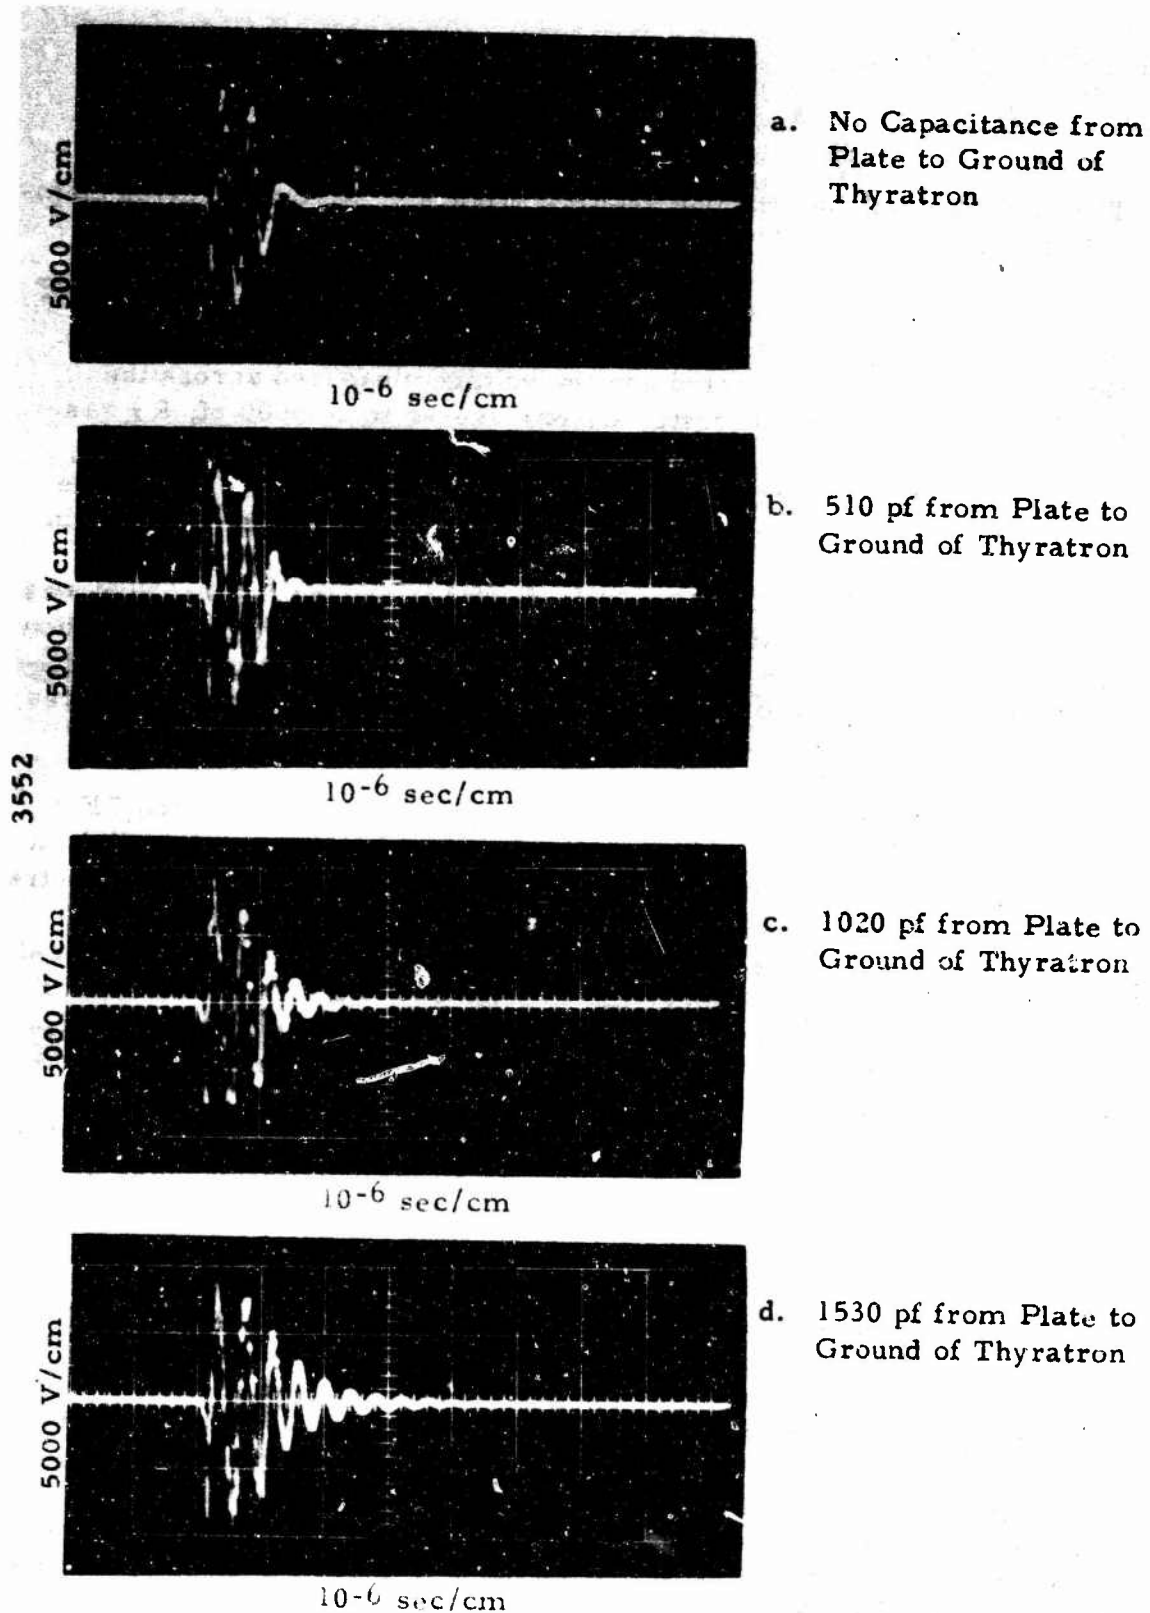 5000 V/cm
10⁻⁶ sec/cm
a. No Capacitance from
Plate to Ground of
Thyratron
5000 V/cm
10⁻⁶ sec/cm
b. 510 pf from Plate to
Ground of Thyratron
3552
5000 V/cm
10⁻⁶ sec/cm
c. 1020 pf from Plate to
Ground of Thyratron
5000 V/cm
10⁻⁶ sec/cm
d. 1530 pf from Plate to
Ground of Thyratron